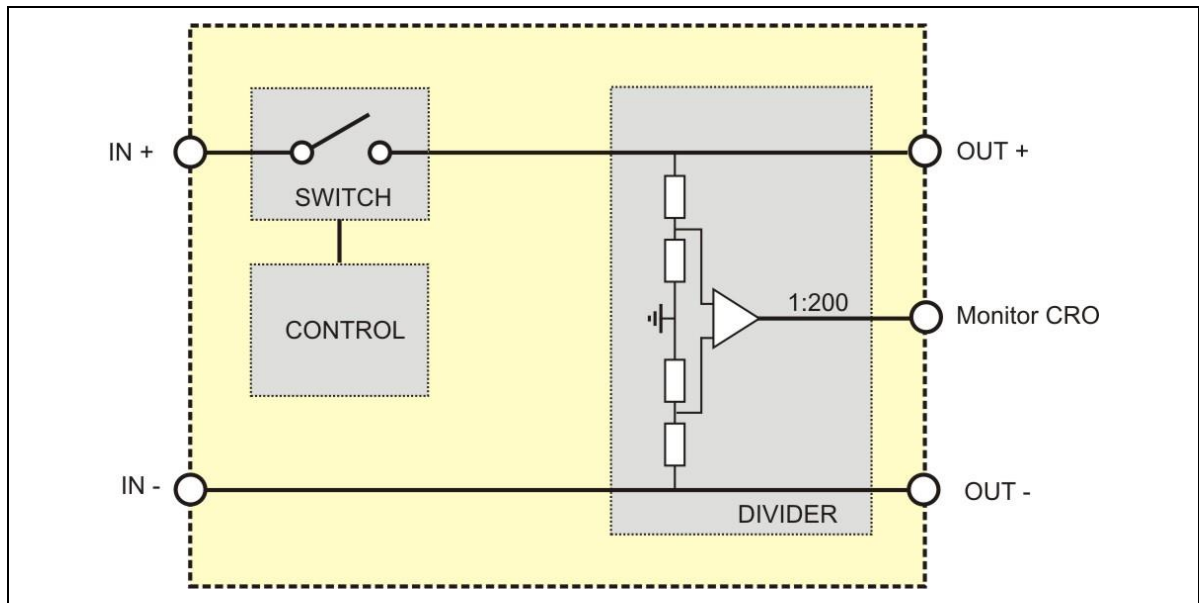 IN +
SWITCH
CONTROL
1:200
OUT +
Monitor CRO
IN -
OUT -
DIVIDER